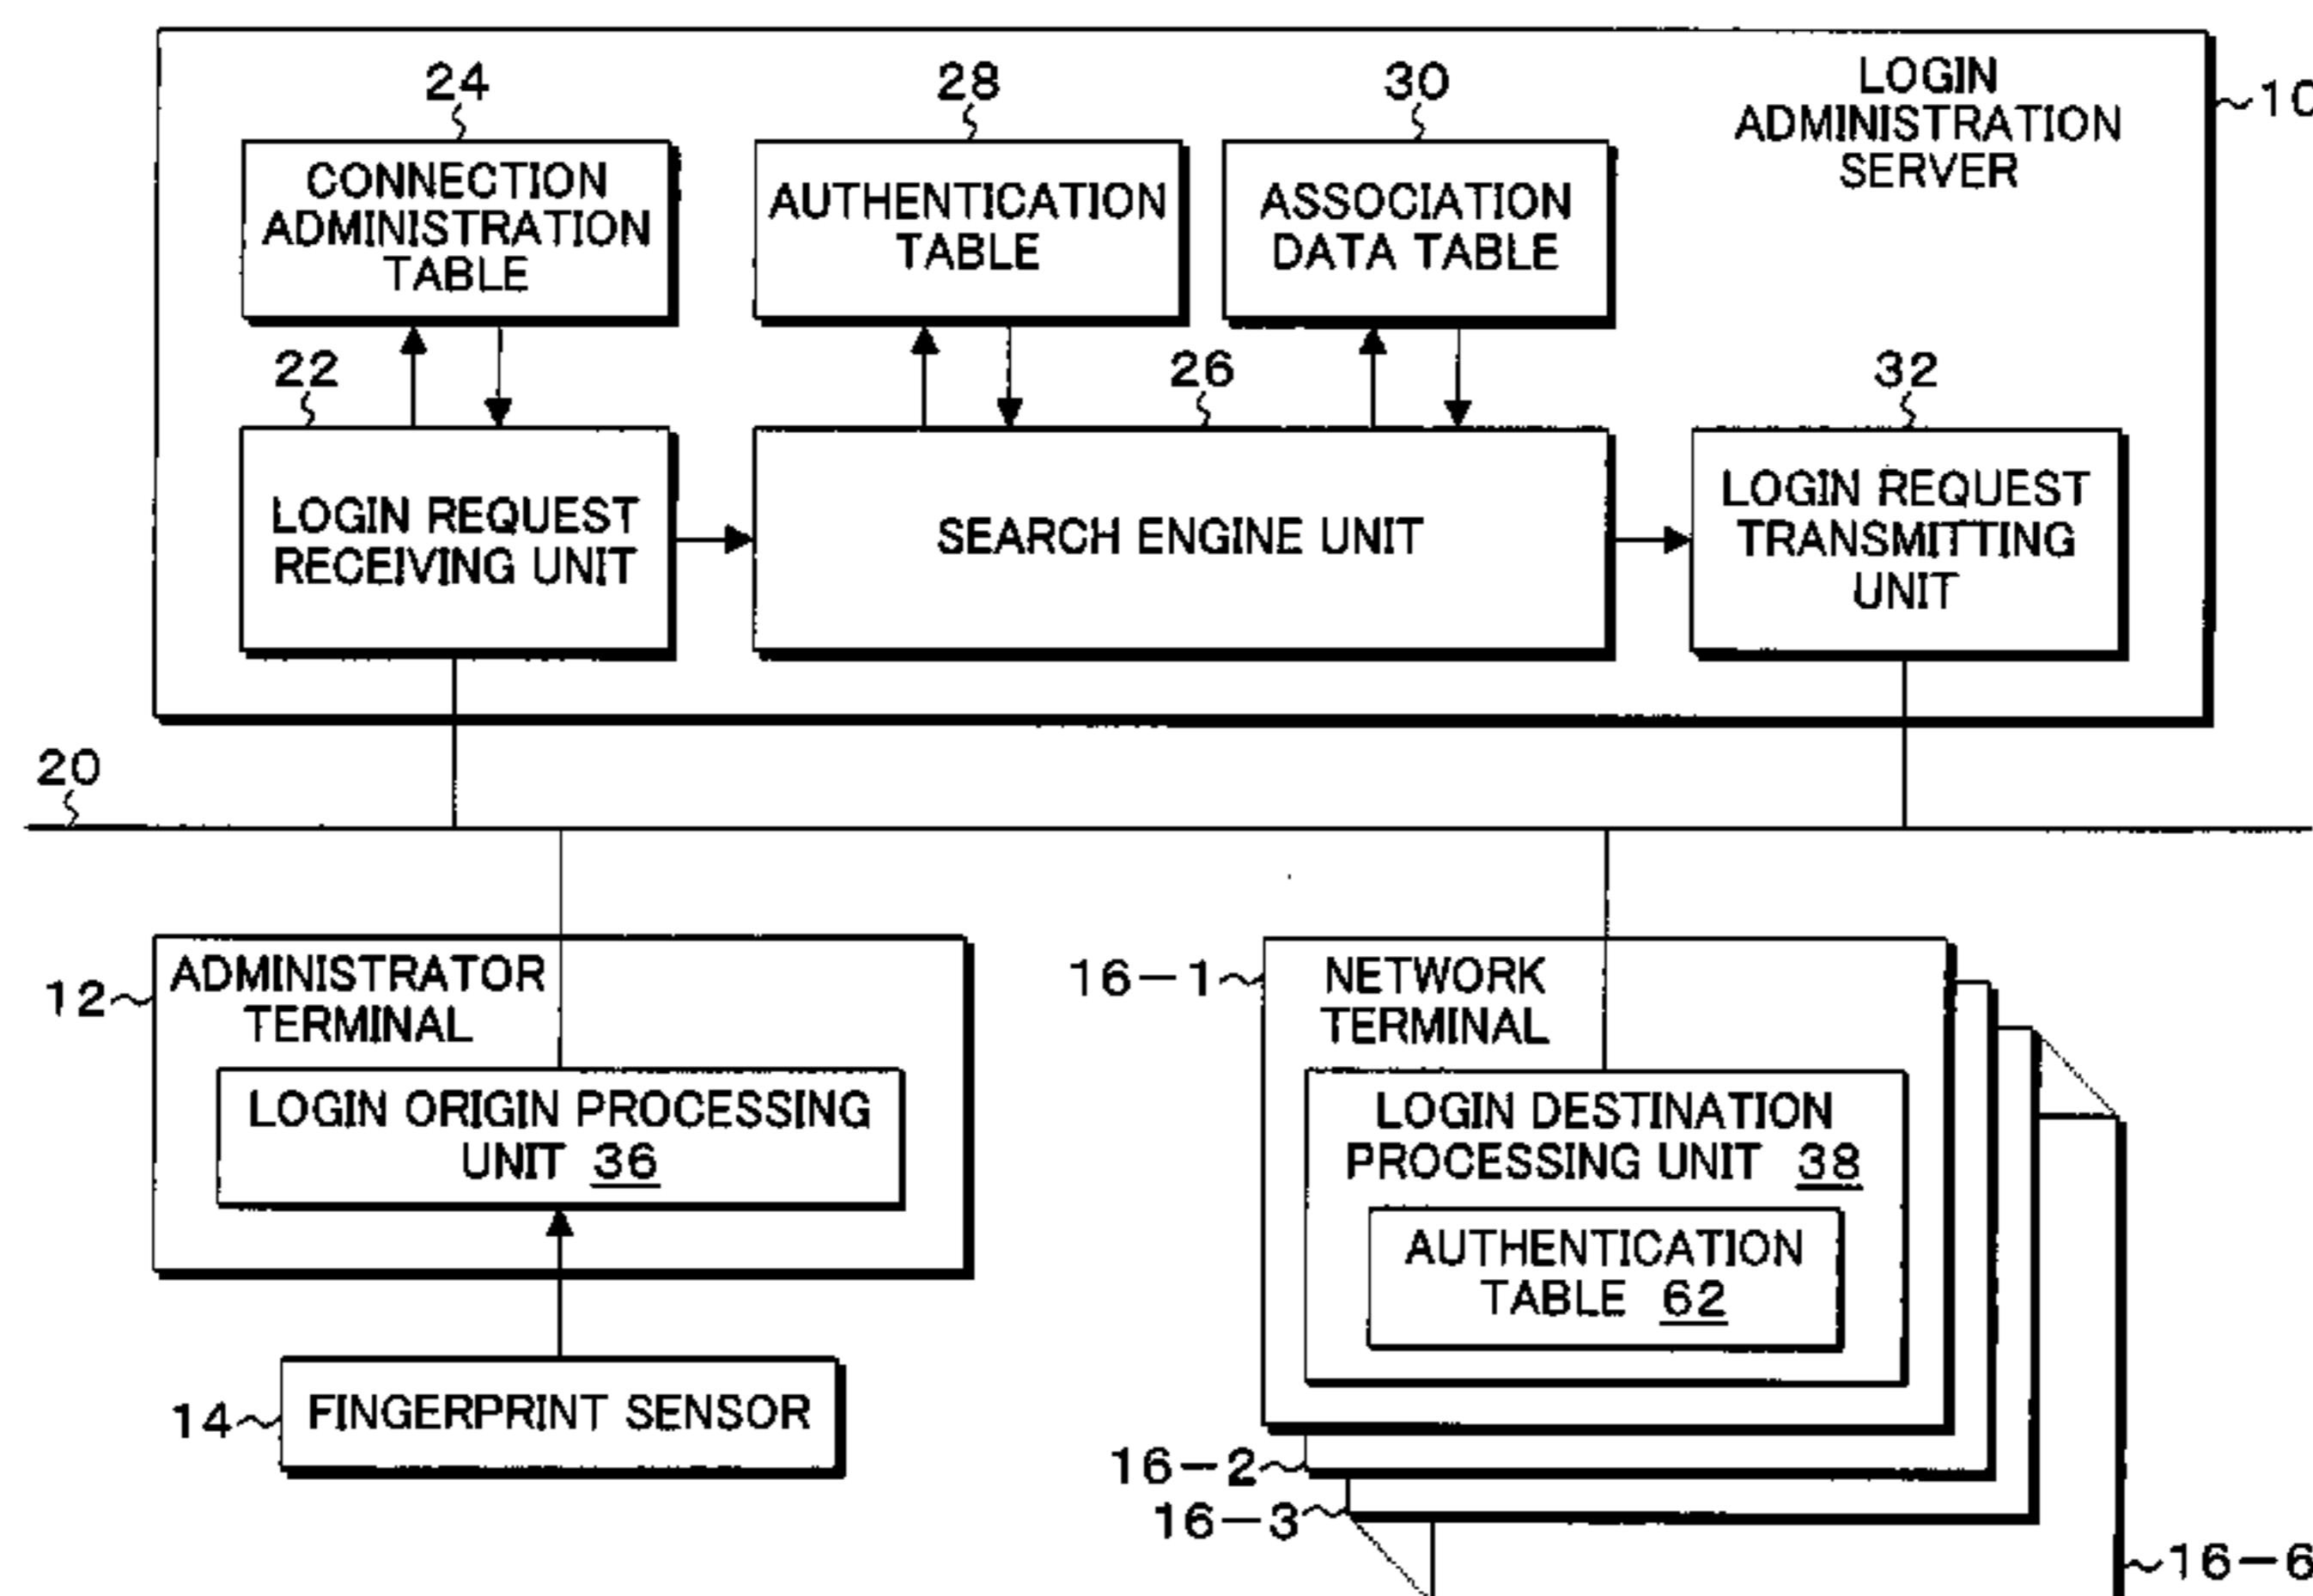 24
28
30
LOGIN
ADMINISTRATION
SERVER
10
CONNECTION
ADMINISTRATION
TABLE
AUTHENTICATION
TABLE
ASSOCIATION
DATA TABLE
22
26
32
LOGIN REQUEST
RECEIVING UNIT
SEARCH ENGINE UNIT
LOGIN REQUEST
TRANSMITTING
UNIT
20
12
ADMINISTRATOR
TERMINAL
LOGIN ORIGIN PROCESSING
UNIT 36
14
FINGERPRINT SENSOR
16-1
NETWORK
TERMINAL
LOGIN DESTINATION
PROCESSING UNIT 38
AUTHENTICATION
TABLE 62
16-2
16-3
16-6